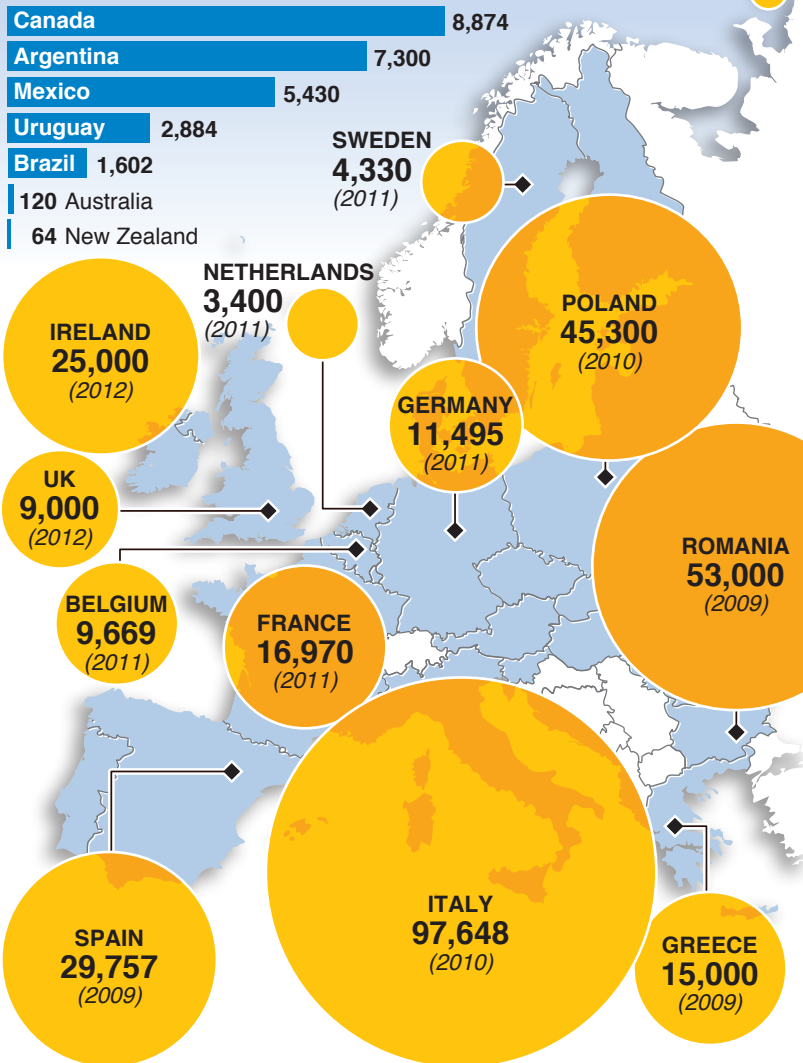 Canada 8,874
Argentina 7,300
Mexico 5,430
Uruguay 2,884
Brazil 1,602
120 Australia
64 New Zealand
SWEDEN
4,330
(2011)
NETHERLANDS
3,400
(2011)
IRELAND
25,000
(2012)
POLAND
45,300
(2010)
GERMANY
11,495
(2011)
UK
9,000
(2012)
ROMANIA
53,000
(2009)
BELGIUM
9,669
(2011)
FRANCE
16,970
(2011)
ITALY
97,648
(2010)
SPAIN
29,757
(2009)
GREECE
15,000
(2009)